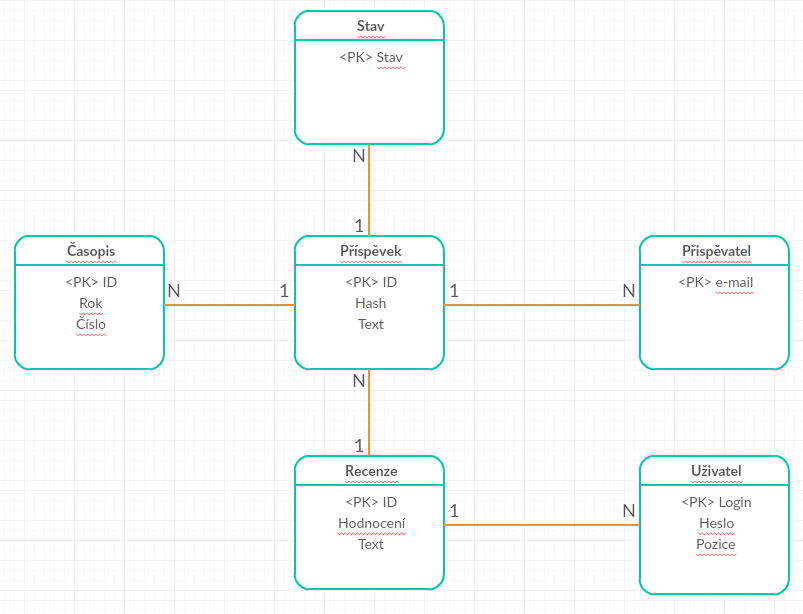 Stav
<PK> Stav
N
1
Časopis
<PK> ID
Rok
Číslo
N
1
Příspěvek
<PK> ID
Hash
Text
1
N
Přispěvatel
<PK> e-mail
N
1
Recenze
<PK> ID
Hodnocení
Text
1
N
Uživatel
<PK> Login
Heslo
Pozice